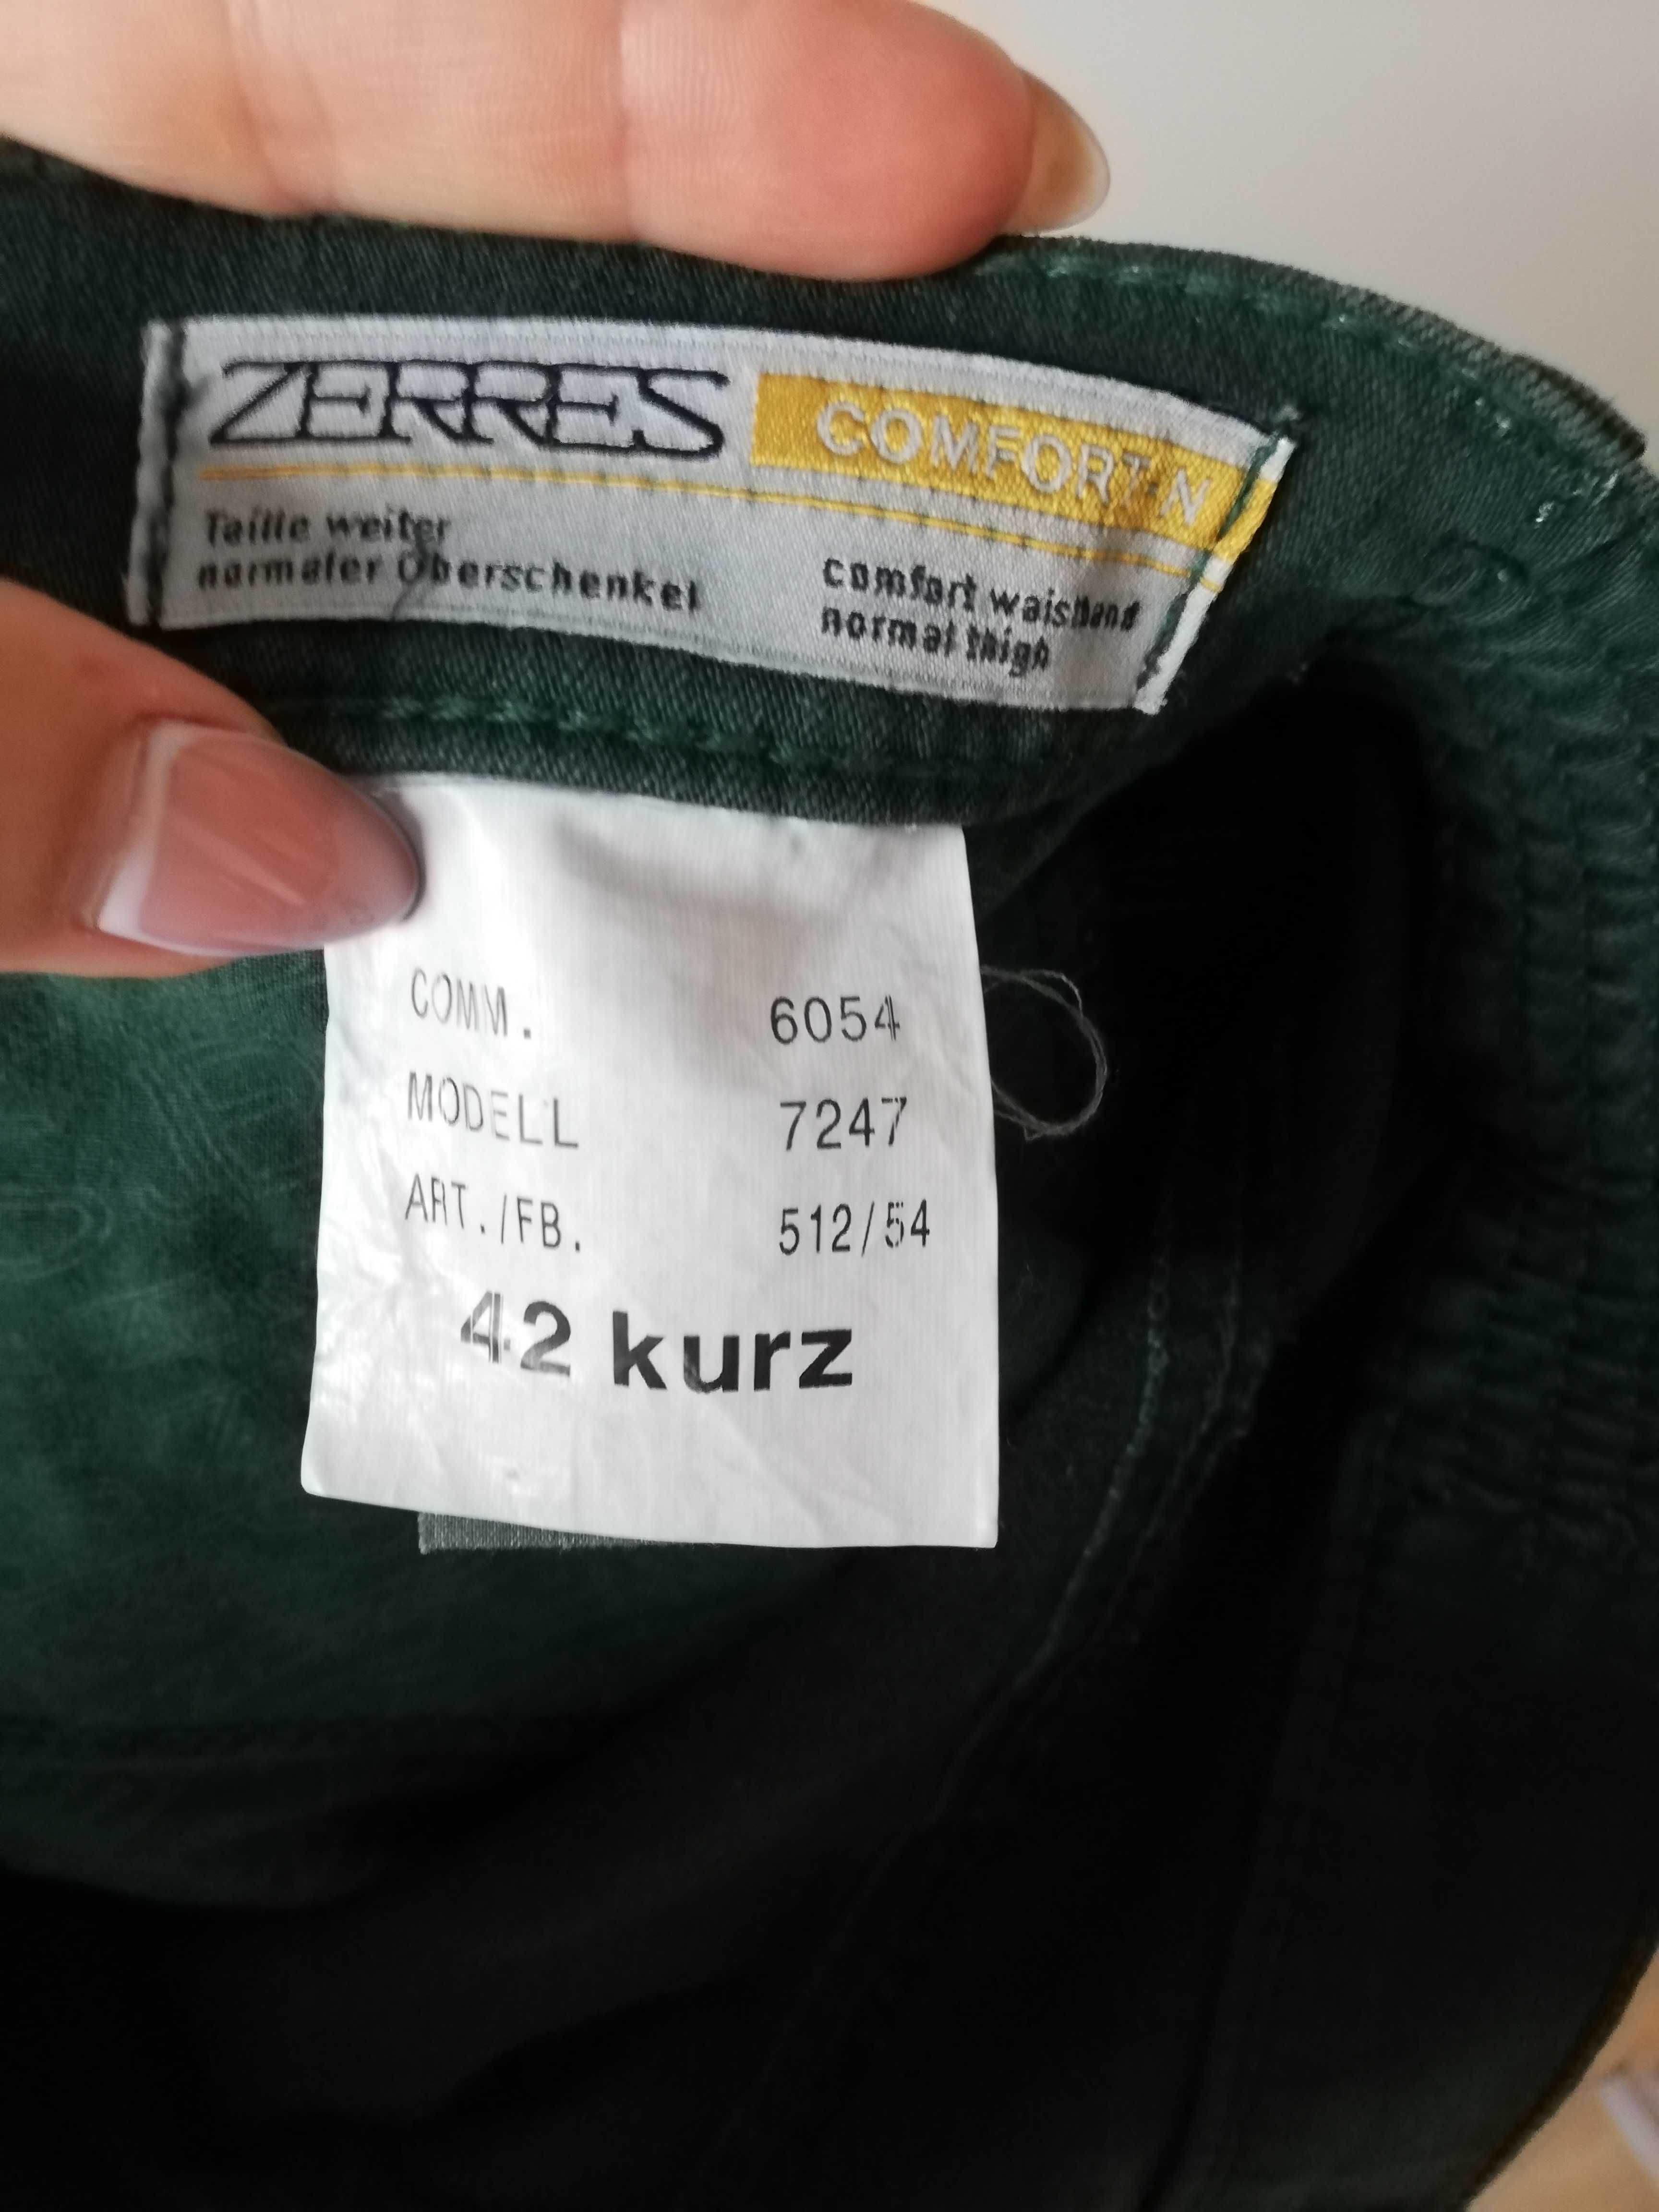 ZERRES COMFORT-N
Taille weiter
normaler Oberschenkel
comfort waistband
normal thigh
COMM. 6054
MODELL 7247
ART./FB. 512/54
42 kurz